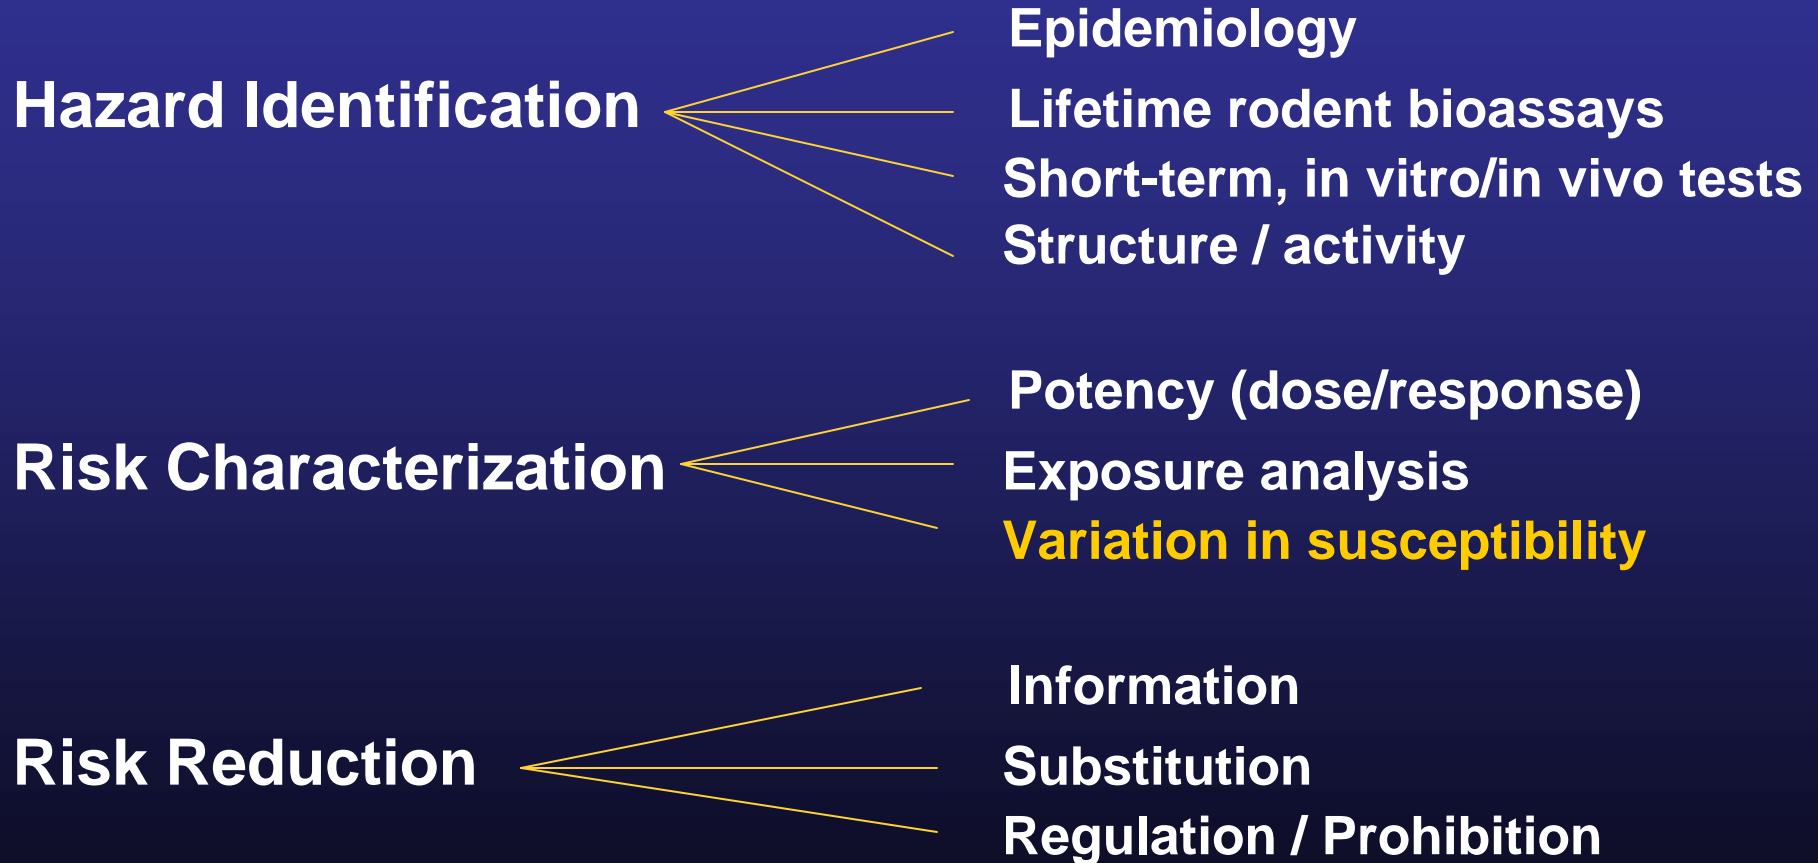 Hazard Identification
Epidemiology
Lifetime rodent bioassays
Short-term, in vitro/in vivo tests
Structure / activity
Risk Characterization
Potency (dose/response)
Exposure analysis
Variation in susceptibility
Risk Reduction
Information
Substitution
Regulation / Prohibition